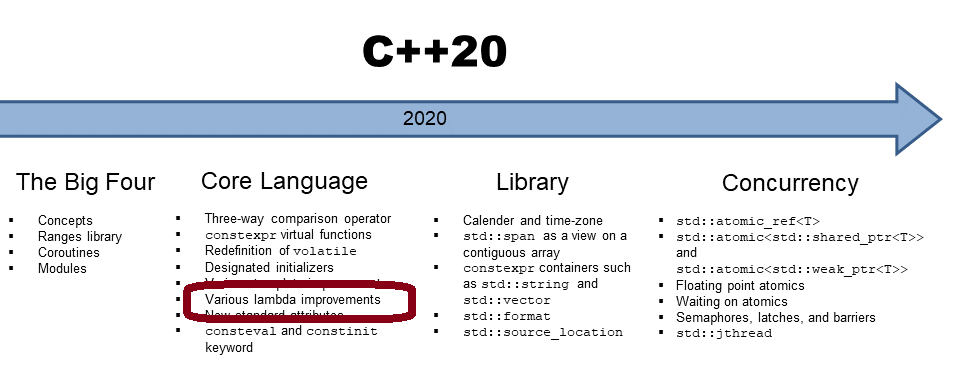 C++20
2020
The Big Four
▪ Concepts
▪ Ranges library
▪ Coroutines
▪ Modules
Core Language
▪ Three-way comparison operator
▪ constexpr virtual functions
▪ Redefinition of volatile
▪ Designated initializers
▪ Various lambda improvements
▪ New standard attributes
▪ consteval and constinit
keyword
Library
▪ Calender and time-zone
▪ std::span as a view on a
contiguous array
▪ constexpr containers such
as std::string and
std::vector
▪ std::format
▪ std::source_location
Concurrency
▪ std::atomic_ref<T>
▪ std::atomic<std::shared_ptr<T>>
and
std::atomic<std::weak_ptr<T>>
▪ Floating point atomics
▪ Waiting on atomics
▪ Semaphores, latches, and barriers
▪ std::jthread